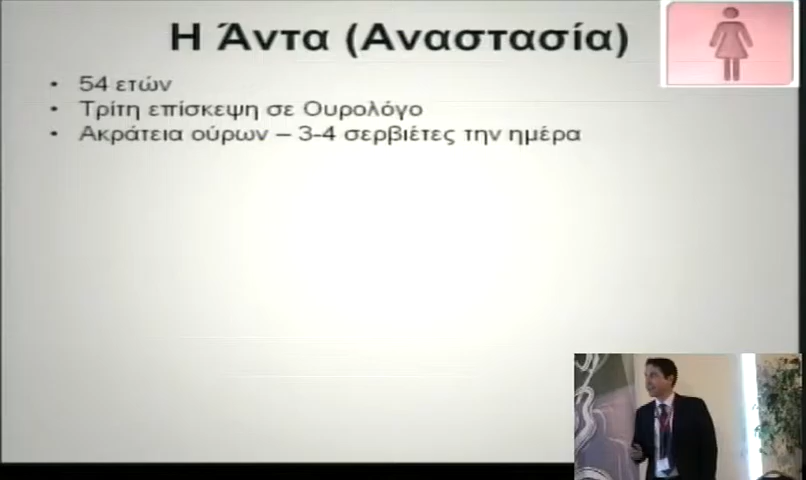 Η Άντα (Αναστασία)
• 54 ετών
• Τρίτη επίσκεψη σε Ουρολόγο
• Ακράτεια ούρων – 3-4 σερβιέτες την ημέρα